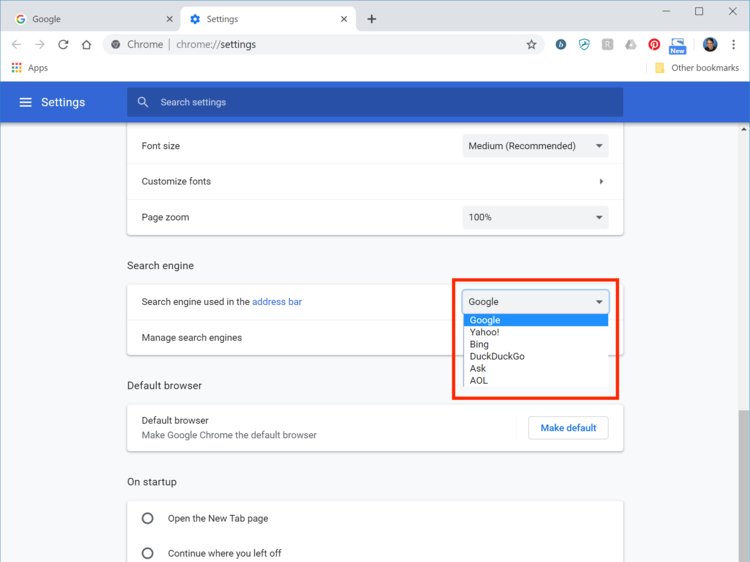 Google
Settings
Chrome | chrome://settings
New
Apps
Other bookmarks
Settings
Search settings
Font size
Medium (Recommended)
Customize fonts
Page zoom
100%
Search engine
Search engine used in the address bar
Google
Google
Yahoo!
Bing
DuckDuckGo
Ask
AOL
Manage search engines
Default browser
Default browser
Make Google Chrome the default browser
Make default
On startup
Open the New Tab page
Continue where you left off